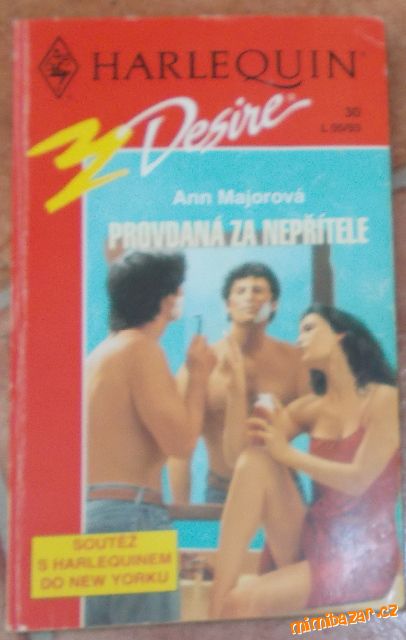 HARLEQUIN®
Desire®
30
Ann Majorová
PROVDANÁ ZA NEPŘÍTELE
SOUTĚŽ
S HARLEQUINEM
DO NEW YORKU
mimibazar.cz